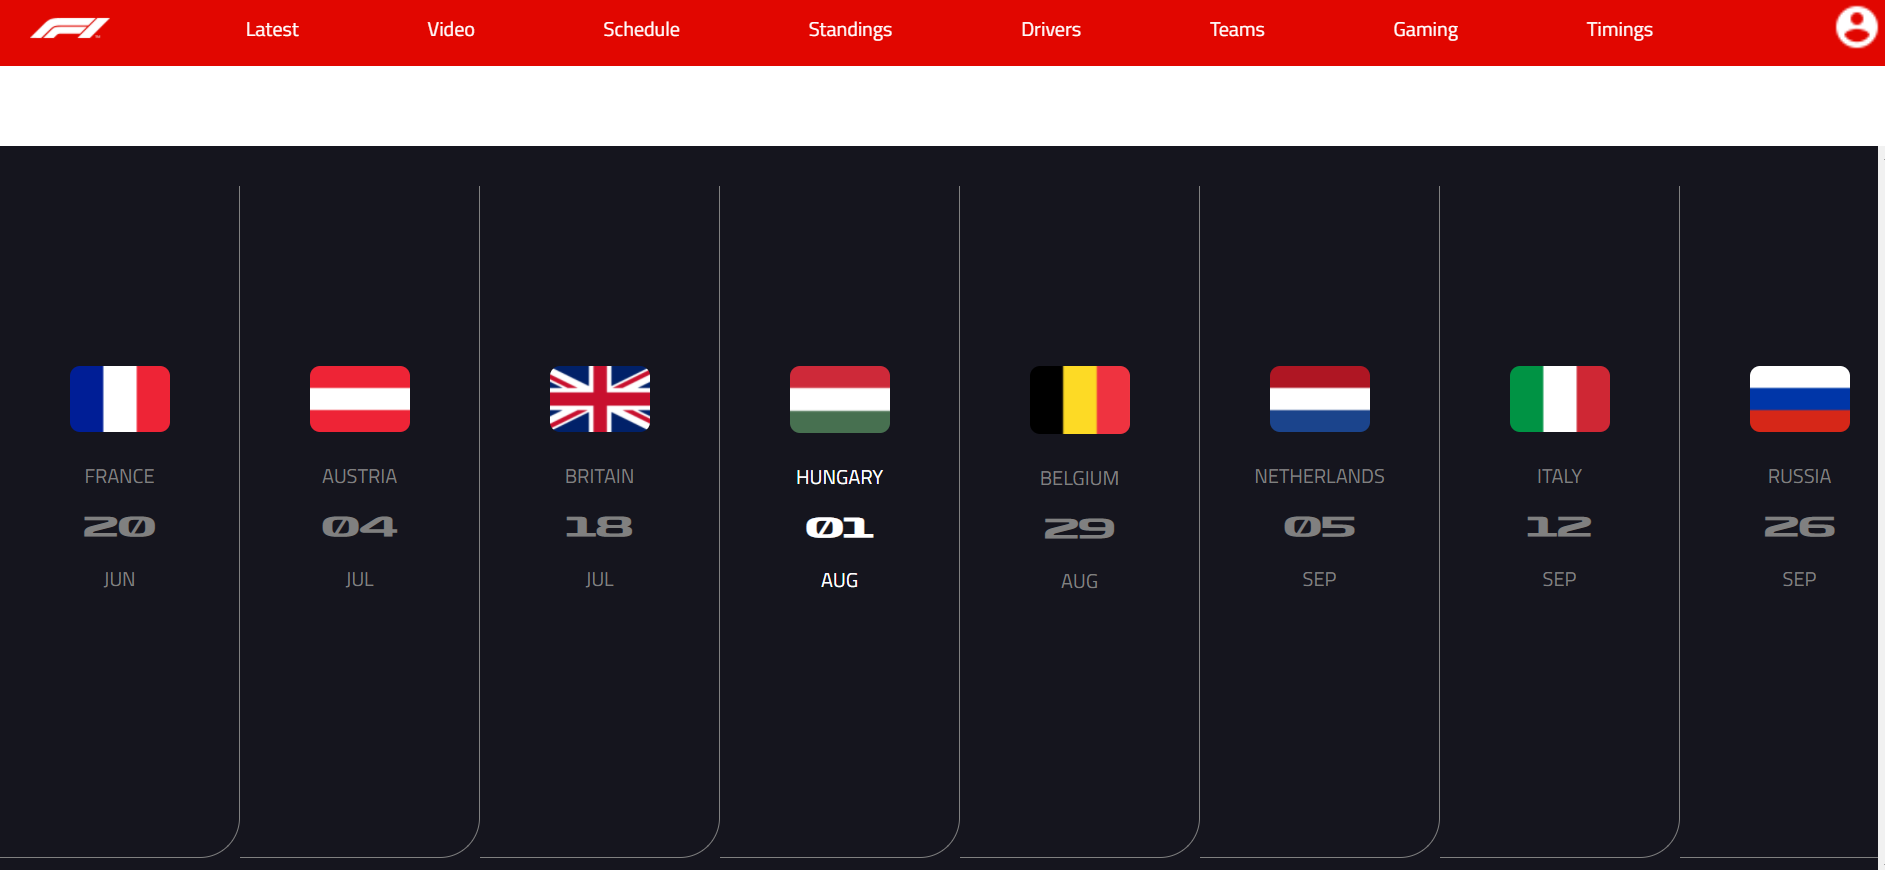 F1
Latest Video Schedule Standings Drivers Teams Gaming Timings
FRANCE
20
JUN
AUSTRIA
04
JUL
BRITAIN
18
JUL
HUNGARY
01
AUG
BELGIUM
29
AUG
NETHERLANDS
05
SEP
ITALY
12
SEP
RUSSIA
26
SEP